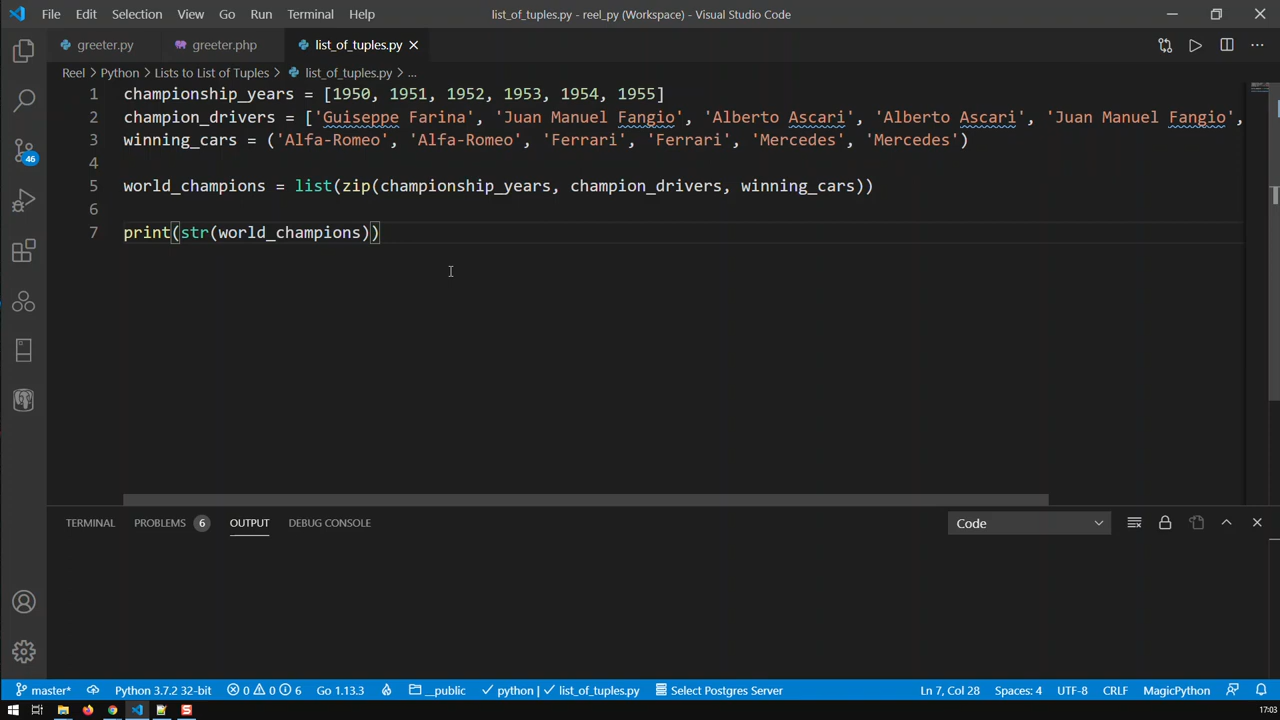 File Edit Selection View Go Run Terminal Help list_of_tuples.py - reel_py (Workspace) - Visual Studio Code
greeter.py greeter.php list_of_tuples.py
Reel > Python > Lists to List of Tuples > list_of_tuples.py > ...
1 championship_years = [1950, 1951, 1952, 1953, 1954, 1955]
2 champion_drivers = ['Guiseppe Farina', 'Juan Manuel Fangio', 'Alberto Ascari', 'Alberto Ascari', 'Juan Manuel Fangio',
3 winning_cars = ('Alfa-Romeo', 'Alfa-Romeo', 'Ferrari', 'Ferrari', 'Mercedes', 'Mercedes')
4
5 world_champions = list(zip(championship_years, champion_drivers, winning_cars))
6
7 print(str(world_champions))
46
TERMINAL PROBLEMS 6 OUTPUT DEBUG CONSOLE Code
master* Python 3.7.2 32-bit 0 0 6 Go 1.13.3 __public python | list_of_tuples.py Select Postgres Server Ln 7, Col 28 Spaces: 4 UTF-8 CRLF MagicPython
17:03